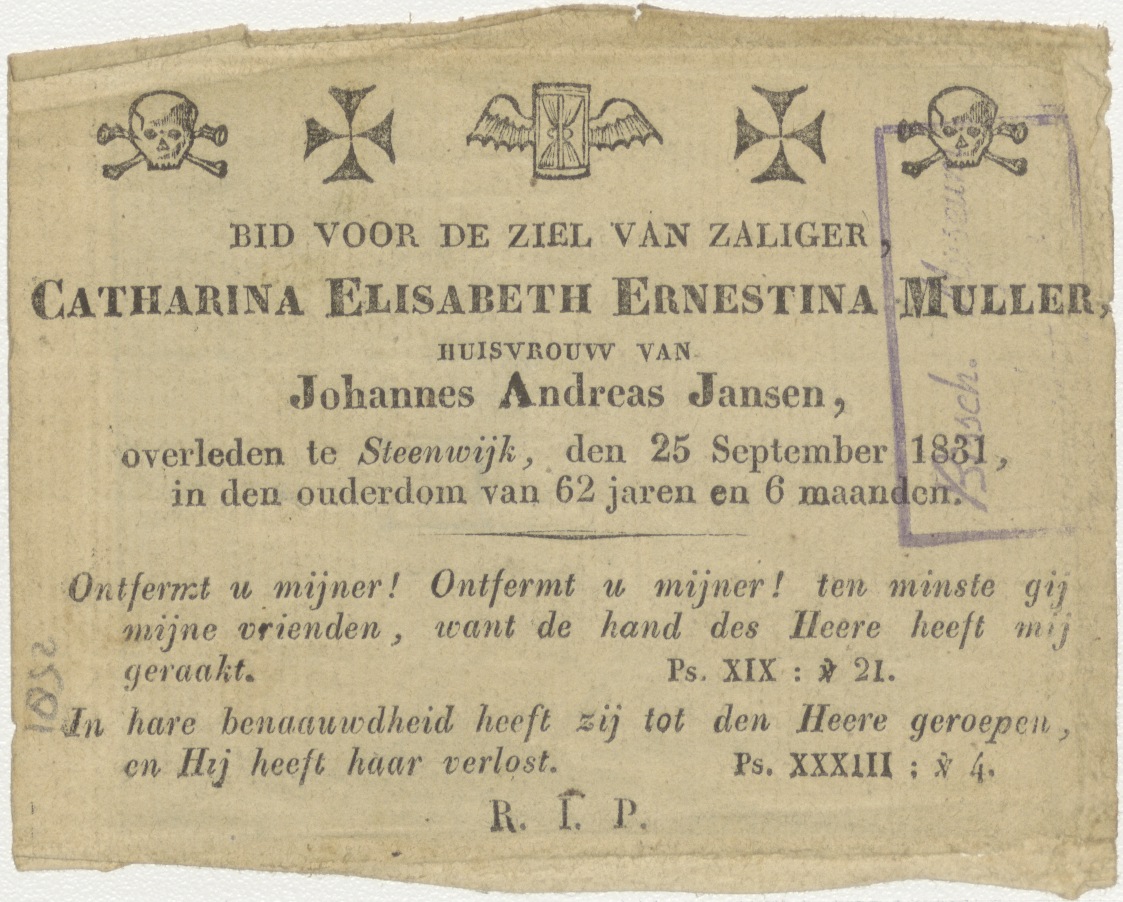 BID VOOR DE ZIEL VAN ZALIGER,
CATHARINA ELISABETH ERNESTINA MULLER,
HUISVROUW VAN
Johannes Andreas Jansen,
overleden te Steenwijk, den 25 September 1831,
in den ouderdom van 62 jaren en 6 maanden.
Ontfermt u mijner! Ontfermt u mijner! ten minste gij
mijne vrienden, want de hand des Heere heeft mij
geraakt. Ps. XIX : ℣ 21.
In hare benaauwdheid heeft zij tot den Heere geroepen,
en Hij heeft haar verlost. Ps. XXXIII ; ℣ 4.
R. I. P.
Bisch. Museum